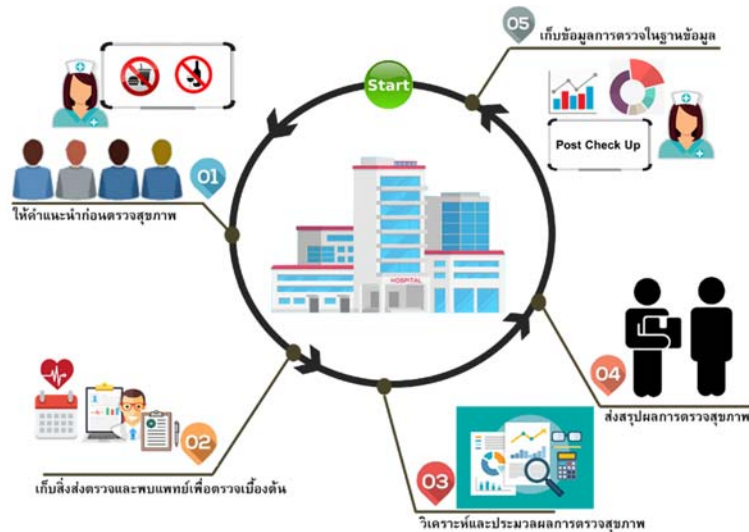 Start
01
ให้คำแนะนำก่อนตรวจสุขภาพ
02
เก็บสิ่งส่งตรวจและพบแพทย์เพื่อตรวจเบื้องต้น
03
วิเคราะห์และประมวลผลการตรวจสุขภาพ
04
ส่งสรุปผลการตรวจสุขภาพ
05
เก็บข้อมูลการตรวจในฐานข้อมูล
Post Check Up
HOSPITAL